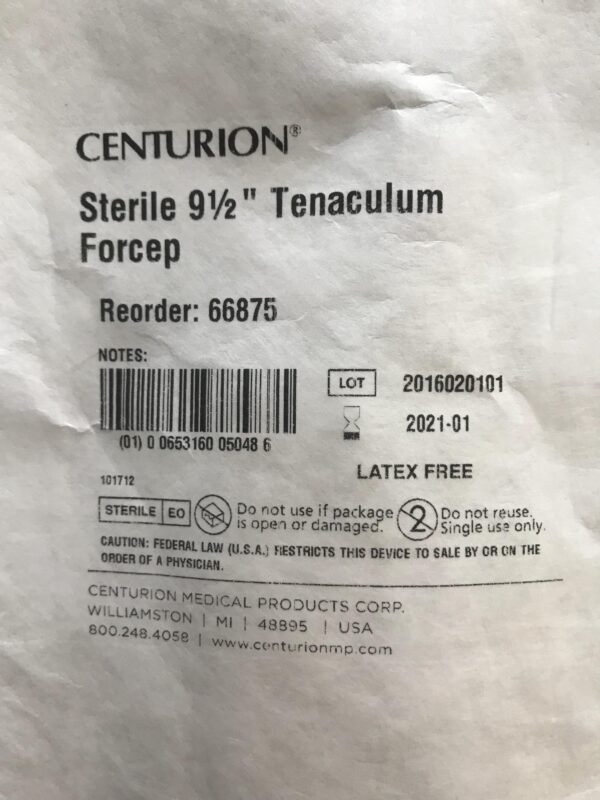 CENTURION®
Sterile 9½" Tenaculum
Forcep
Reorder: 66875
NOTES:
LOT 2016020101
2021-01
(01) 0 0653160 05048 6
LATEX FREE
101712
STERILE EO Do not use if package is open or damaged. 2 Do not reuse. Single use only.
CAUTION: FEDERAL LAW (U.S.A.) RESTRICTS THIS DEVICE TO SALE BY OR ON THE
ORDER OF A PHYSICIAN.
CENTURION MEDICAL PRODUCTS CORP.
WILLIAMSTON | MI | 48895 | USA
800.248.4058 | www.centurionmp.com